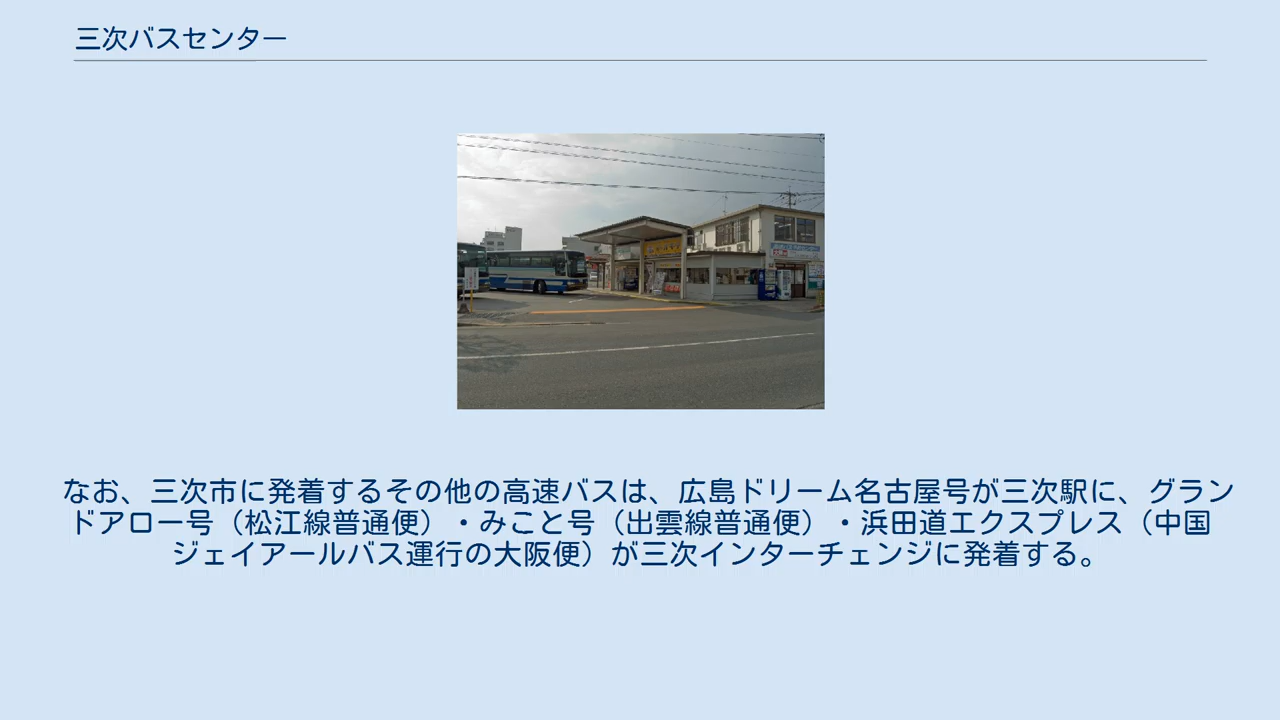 三次バスセンター
なお、三次市に発着するその他の高速バスは、広島ドリーム名古屋号が三次駅に、グラン
ドアロー号（松江線普通便）・みこと号（出雲線普通便）・浜田道エクスプレス（中国
ジェイアールバス運行の大阪便）が三次インターチェンジに発着する。